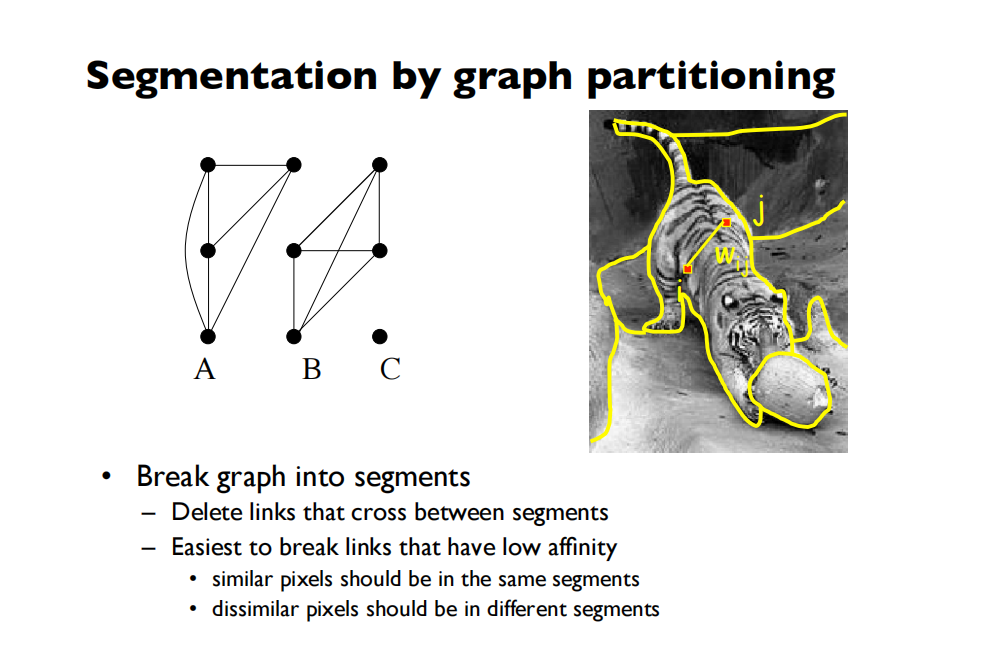 Segmentation by graph partitioning
A B C
j
wij
i
• Break graph into segments
– Delete links that cross between segments
– Easiest to break links that have low affinity
• similar pixels should be in the same segments
• dissimilar pixels should be in different segments